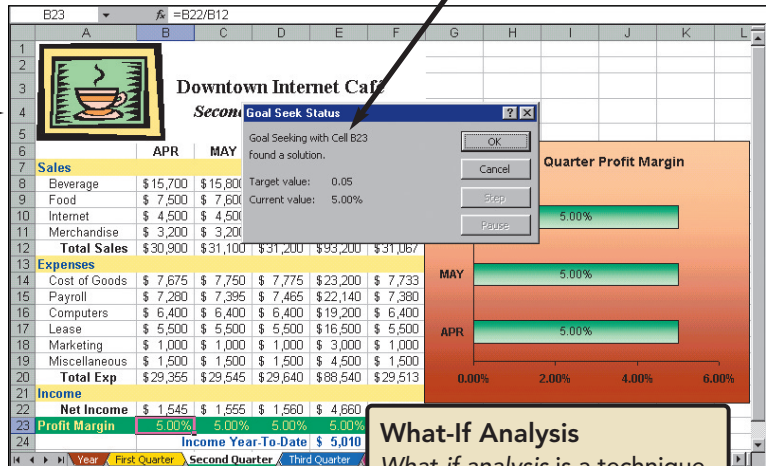 B23 fx =B22/B12
A B C D E F G H I J K L
1
2
3 Downtown Internet Café
4 Second
5
6 APR MAY
7 Sales
8 Beverage $15,700 $15,800
9 Food $ 7,500 $ 7,600
10 Internet $ 4,500 $ 4,500
11 Merchandise $ 3,200 $ 3,200
12 Total Sales $30,900 $31,100 $31,200 $93,200 $31,067
13 Expenses
14 Cost of Goods $ 7,675 $ 7,750 $ 7,775 $23,200 $ 7,733
15 Payroll $ 7,280 $ 7,395 $ 7,465 $22,140 $ 7,380
16 Computers $ 6,400 $ 6,400 $ 6,400 $19,200 $ 6,400
17 Lease $ 5,500 $ 5,500 $ 5,500 $16,500 $ 5,500
18 Marketing $ 1,000 $ 1,000 $ 1,000 $ 3,000 $ 1,000
19 Miscellaneous $ 1,500 $ 1,500 $ 1,500 $ 4,500 $ 1,500
20 Total Exp $29,355 $29,545 $29,640 $88,540 $29,513
21 Income
22 Net Income $ 1,545 $ 1,555 $ 1,560 $ 4,660
23 Profit Margin 5.00% 5.00% 5.00% 5.00%
24 Income Year-To-Date $ 5,010
Year First Quarter Second Quarter Third Quarter
Goal Seek Status
Goal Seeking with Cell B23
found a solution.
Target value: 0.05
Current value: 5.00%
OK
Cancel
Step
Pause
Quarter Profit Margin
5.00%
MAY 5.00%
APR 5.00%
0.00% 2.00% 4.00% 6.00%
What-If Analysis
What-if analysis is a technique